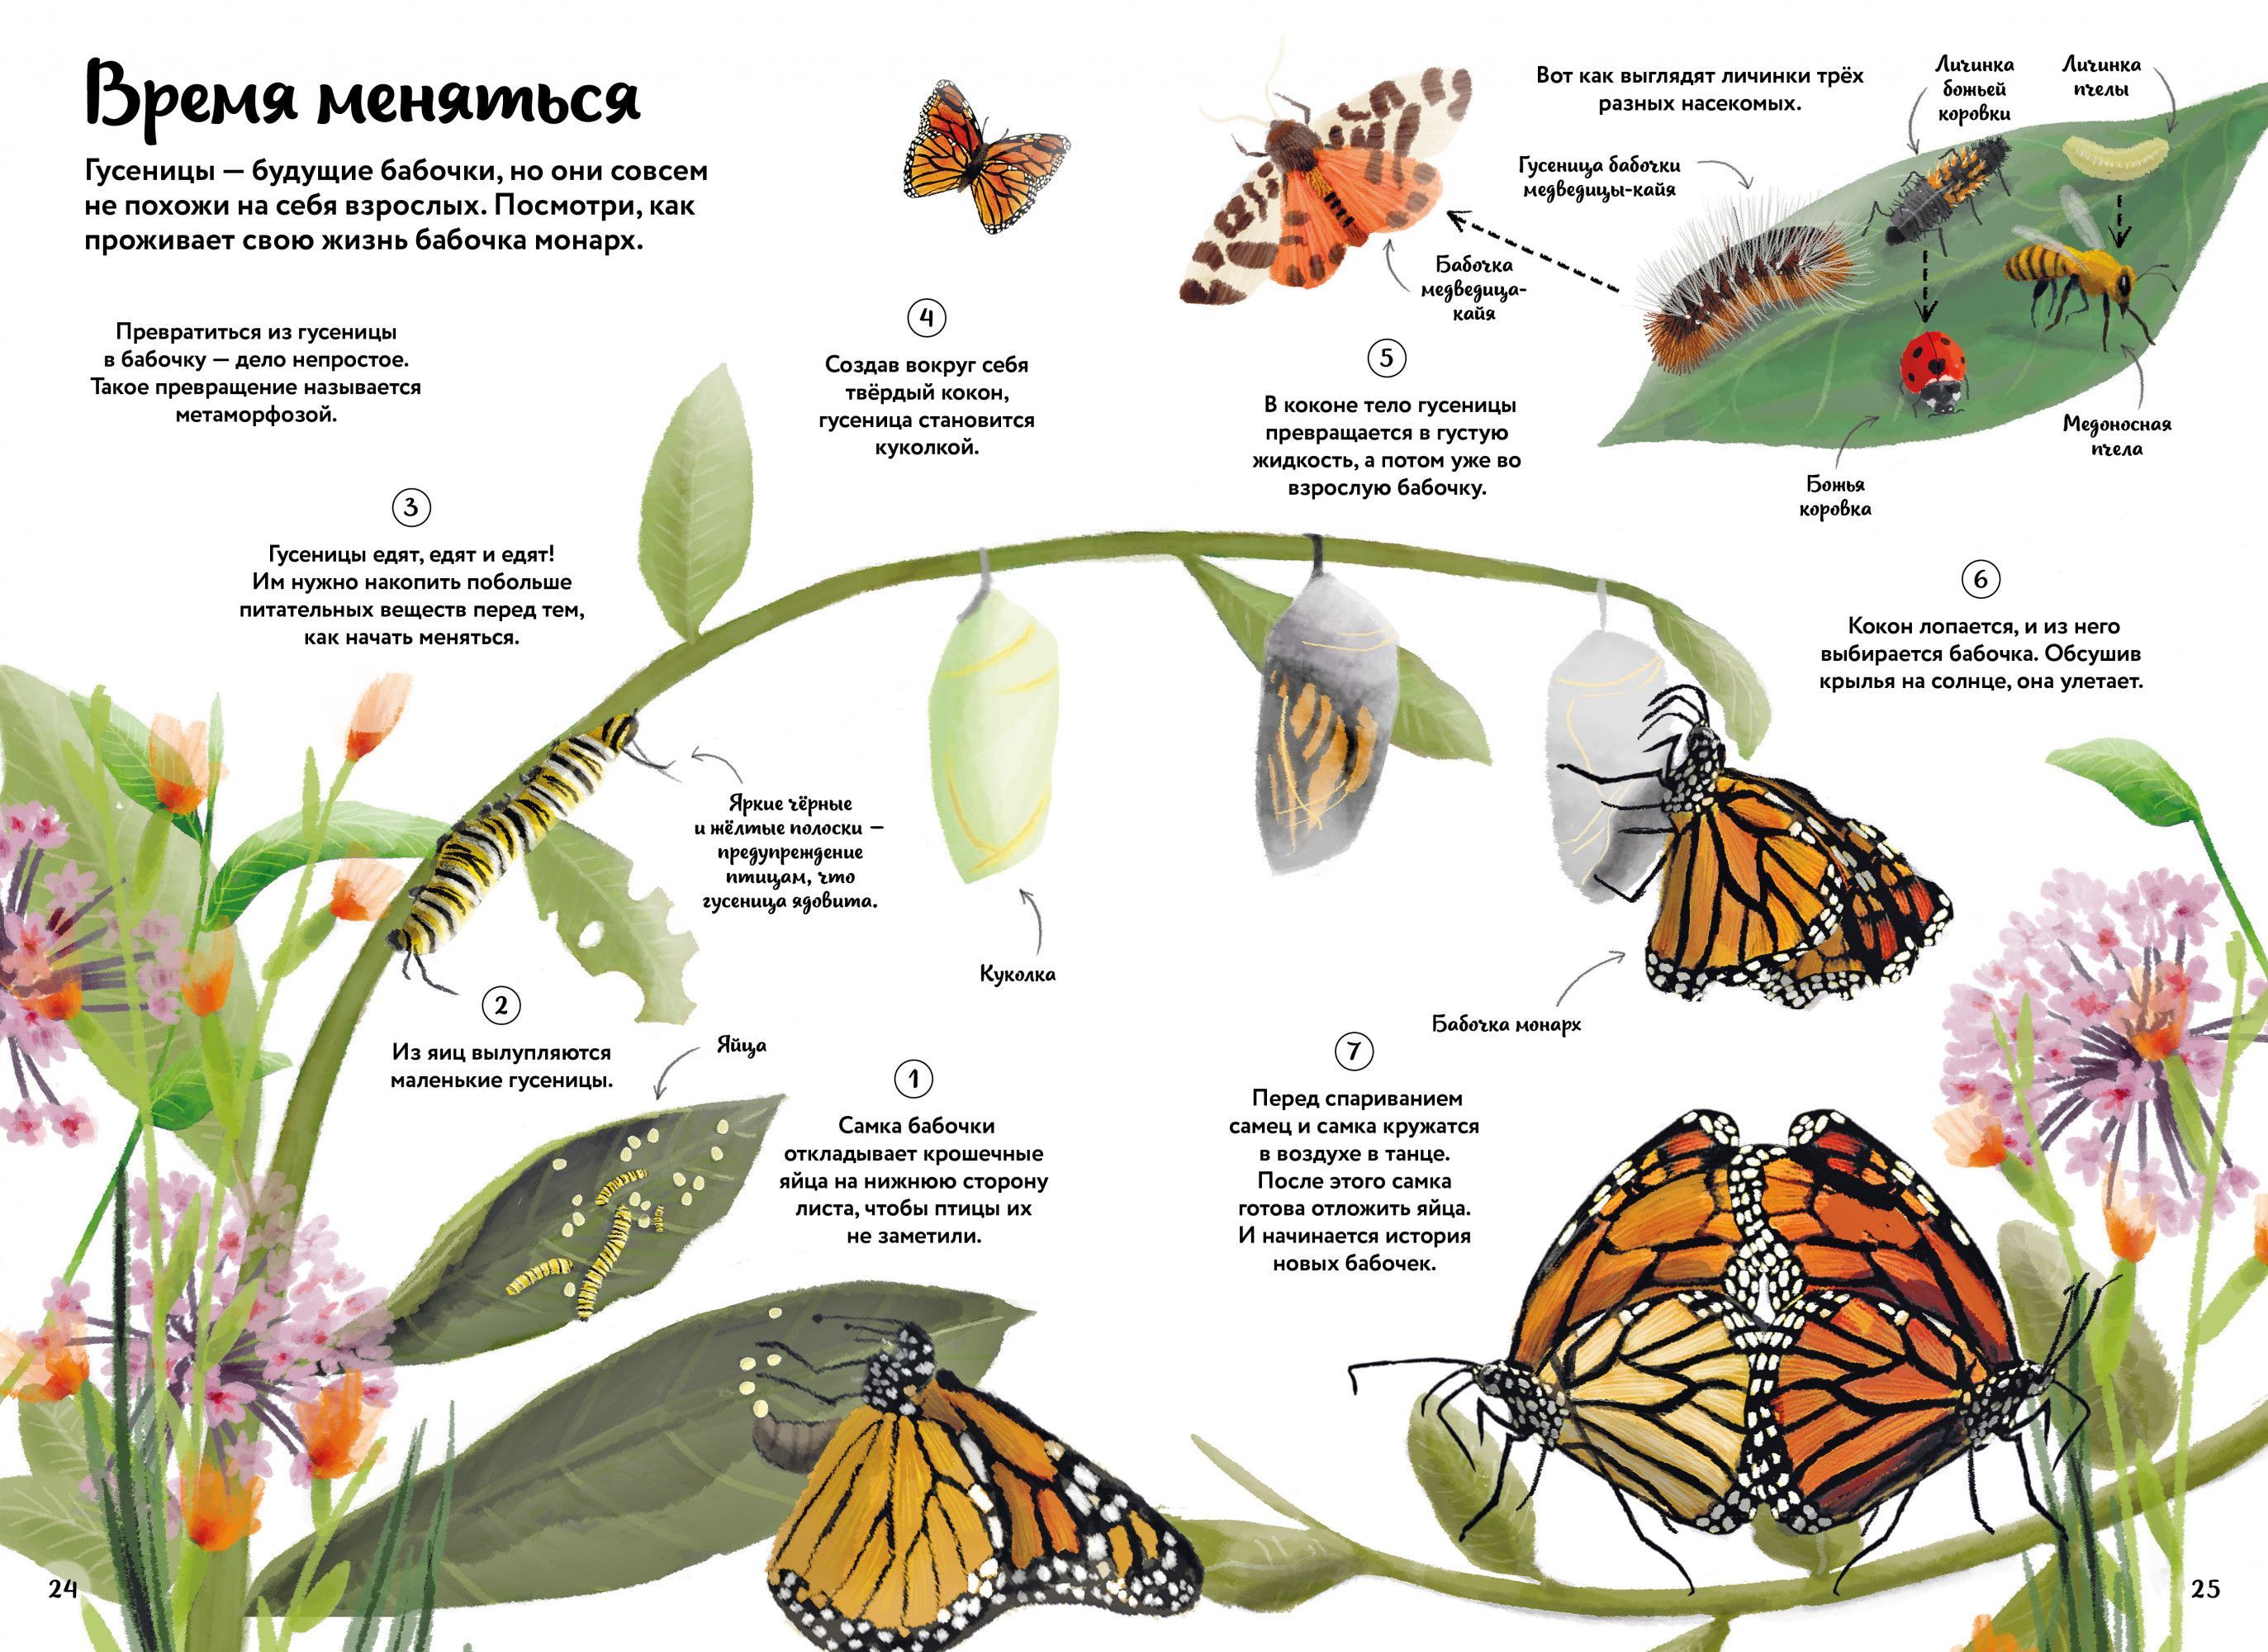 Время меняться
Гусеницы — будущие бабочки, но они совсем
не похожи на себя взрослых. Посмотри, как
проживает свою жизнь бабочка монарх.
Превратиться из гусеницы
в бабочку — дело непростое.
Такое превращение называется
метаморфозой.
3
Гусеницы едят, едят и едят!
Им нужно накопить побольше
питательных веществ перед тем,
как начать меняться.
4
Создав вокруг себя
твёрдый кокон,
гусеница становится
куколкой.
Яркие чёрные
и жёлтые полоски —
предупреждение
птицам, что
гусеница ядовита.
Куколка
2
Из яиц вылупляются
маленькие гусеницы.
Яйца
1
Самка бабочки
откладывает крошечные
яйца на нижнюю сторону
листа, чтобы птицы их
не заметили.
24
Вот как выглядят личинки трёх
разных насекомых.
Личинка
божьей
коровки
Личинка
пчелы
Гусеница бабочки
медведицы-кайя
Бабочка
медведица-
кайя
Медоносная
пчела
Божья
коровка
5
В коконе тело гусеницы
превращается в густую
жидкость, а потом уже во
взрослую бабочку.
6
Кокон лопается, и из него
выбирается бабочка. Обсушив
крылья на солнце, она улетает.
Бабочка монарх
7
Перед спариванием
самец и самка кружатся
в воздухе в танце.
После этого самка
готова отложить яйца.
И начинается история
новых бабочек.
25